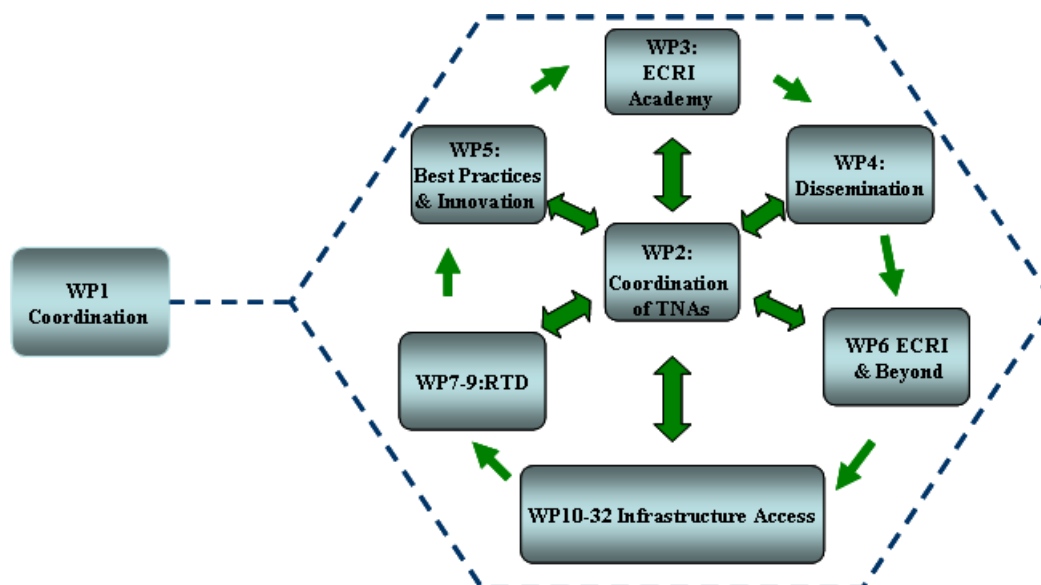 WP3:
ECRI
Academy
WP5:
Best Practices
& Innovation
WP4:
Dissemination
WP1
Coordination
WP2:
Coordination
of TNAs
WP6 ECRI
& Beyond
WP7-9:RTD
WP10-32 Infrastructure Access